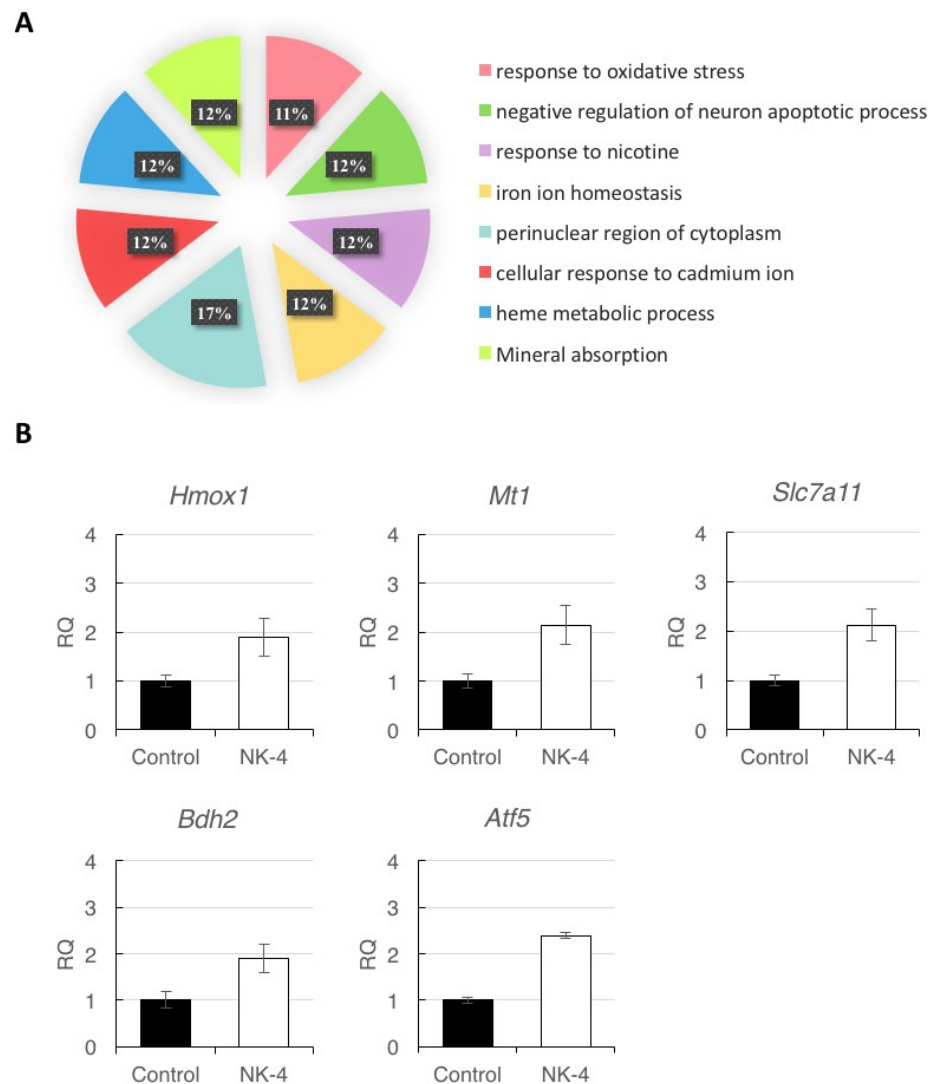 A
12%
11%
12%
12%
12%
12%
17%
12%
response to oxidative stress
negative regulation of neuron apoptotic process
response to nicotine
iron ion homeostasis
perinuclear region of cytoplasm
cellular response to cadmium ion
heme metabolic process
Mineral absorption
B
Hmox1
4
3
2
1
0
RQ
Control NK-4
Mt1
4
3
2
1
0
RQ
Control NK-4
Slc7a11
4
3
2
1
0
RQ
Control NK-4
Bdh2
4
3
2
1
0
RQ
Control NK-4
Atf5
4
3
2
1
0
RQ
Control NK-4